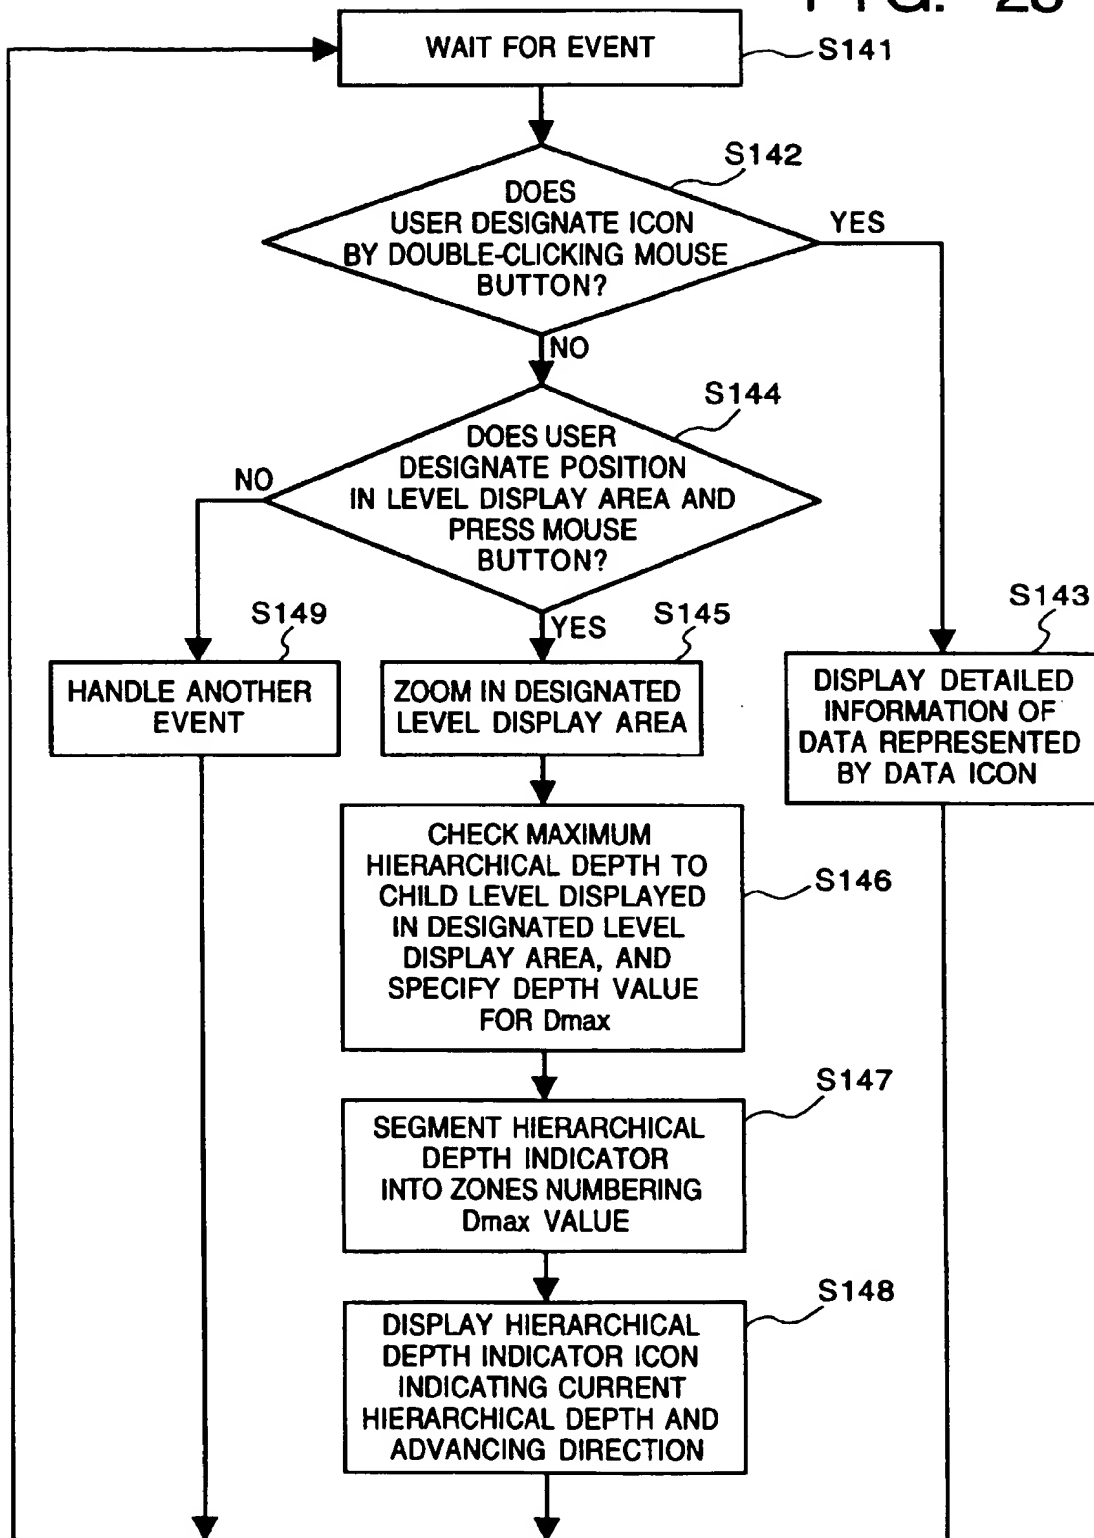 WAIT FOR EVENT
S141
S142
DOES
USER DESIGNATE ICON
BY DOUBLE-CLICKING MOUSE
BUTTON?
YES
NO
S144
DOES USER
DESIGNATE POSITION
IN LEVEL DISPLAY AREA AND
PRESS MOUSE
BUTTON?
NO
YES
S149
HANDLE ANOTHER
EVENT
S145
ZOOM IN DESIGNATED
LEVEL DISPLAY AREA
S143
DISPLAY DETAILED
INFORMATION OF
DATA REPRESENTED
BY DATA ICON
CHECK MAXIMUM
HIERARCHICAL DEPTH TO
CHILD LEVEL DISPLAYED
IN DESIGNATED LEVEL
DISPLAY AREA, AND
SPECIFY DEPTH VALUE
FOR Dmax
S146
S147
SEGMENT HIERARCHICAL
DEPTH INDICATOR
INTO ZONES NUMBERING
Dmax VALUE
S148
DISPLAY HIERARCHICAL
DEPTH INDICATOR ICON
INDICATING CURRENT
HIERARCHICAL DEPTH AND
ADVANCING DIRECTION